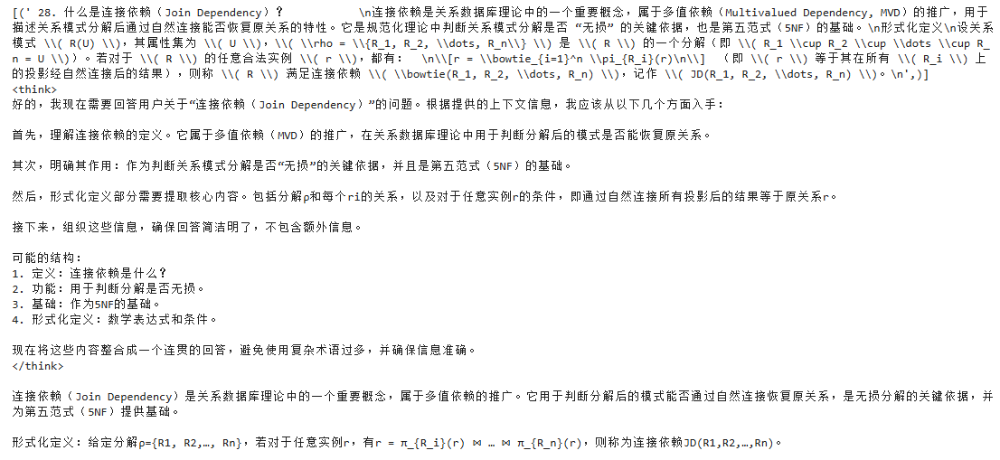 [(' 28. 什么是连接依赖（Join Dependency）？ \n连接依赖是关系数据库理论中的一个重要概念，属于多值依赖（Multivalued Dependency, MVD）的推广，用于
描述关系模式分解后通过自然连接能否恢复原关系的特性。它是规范化理论中判断关系模式分解是否 “无损” 的关键依据，也是第五范式（5NF）的基础。\n形式化定义\n设关系
模式 \\( R(U) \\)，其属性集为 \\( U \\)，\\( \\rho = \\{R_1, R_2, \\dots, R_n\\} \\) 是 \\( R \\) 的一个分解（即 \\( R_1 \\cup R_2 \\cup \\dots \\cup R_
n = U \\)）。若对于 \\( R \\) 的任意合法实例 \\( r \\)，都有： \n\\[r = \\bowtie_{i=1}^n \\pi_{R_i}(r)\n\\] （即 \\( r \\) 等于其在所有 \\( R_i \\) 上
的投影经自然连接后的结果），则称 \\( R \\) 满足连接依赖 \\( \\bowtie(R_1, R_2, \\dots, R_n) \\)，记作 \\( JD(R_1, R_2, \\dots, R_n) \\)。\n',)]
<think>
好的，我现在需要回答用户关于“连接依赖（Join Dependency）”的问题。根据提供的上下文信息，我应该从以下几个方面入手：
首先，理解连接依赖的定义。它属于多值依赖（MVD）的推广，在关系数据库理论中用于判断分解后的模式是否能恢复原关系。
其次，明确其作用：作为判断关系模式分解是否“无损”的关键依据，并且是第五范式（5NF）的基础。
然后，形式化定义部分需要提取核心内容。包括分解ρ和每个ri的关系，以及对于任意实例r的条件，即通过自然连接所有投影后的结果等于原关系r。
接下来，组织这些信息，确保回答简洁明了，不包含额外信息。
可能的结构：
1. 定义：连接依赖是什么？
2. 功能：用于判断分解是否无损。
3. 基础：作为5NF的基础。
4. 形式化定义：数学表达式和条件。
现在将这些内容整合成一个连贯的回答，避免使用复杂术语过多，并确保信息准确。
</think>
连接依赖（Join Dependency）是关系数据库理论中的一个重要概念，属于多值依赖的推广。它用于判断分解后的模式能否通过自然连接恢复原关系，是无损分解的关键依据，并
为第五范式（5NF）提供基础。
形式化定义：给定分解ρ={R1, R2,…, Rn}，若对于任意实例r，有r = π_{R_i}(r) ⋈ … ⋈ π_{R_n}(r)，则称为连接依赖JD(R1,R2,…,Rn)。